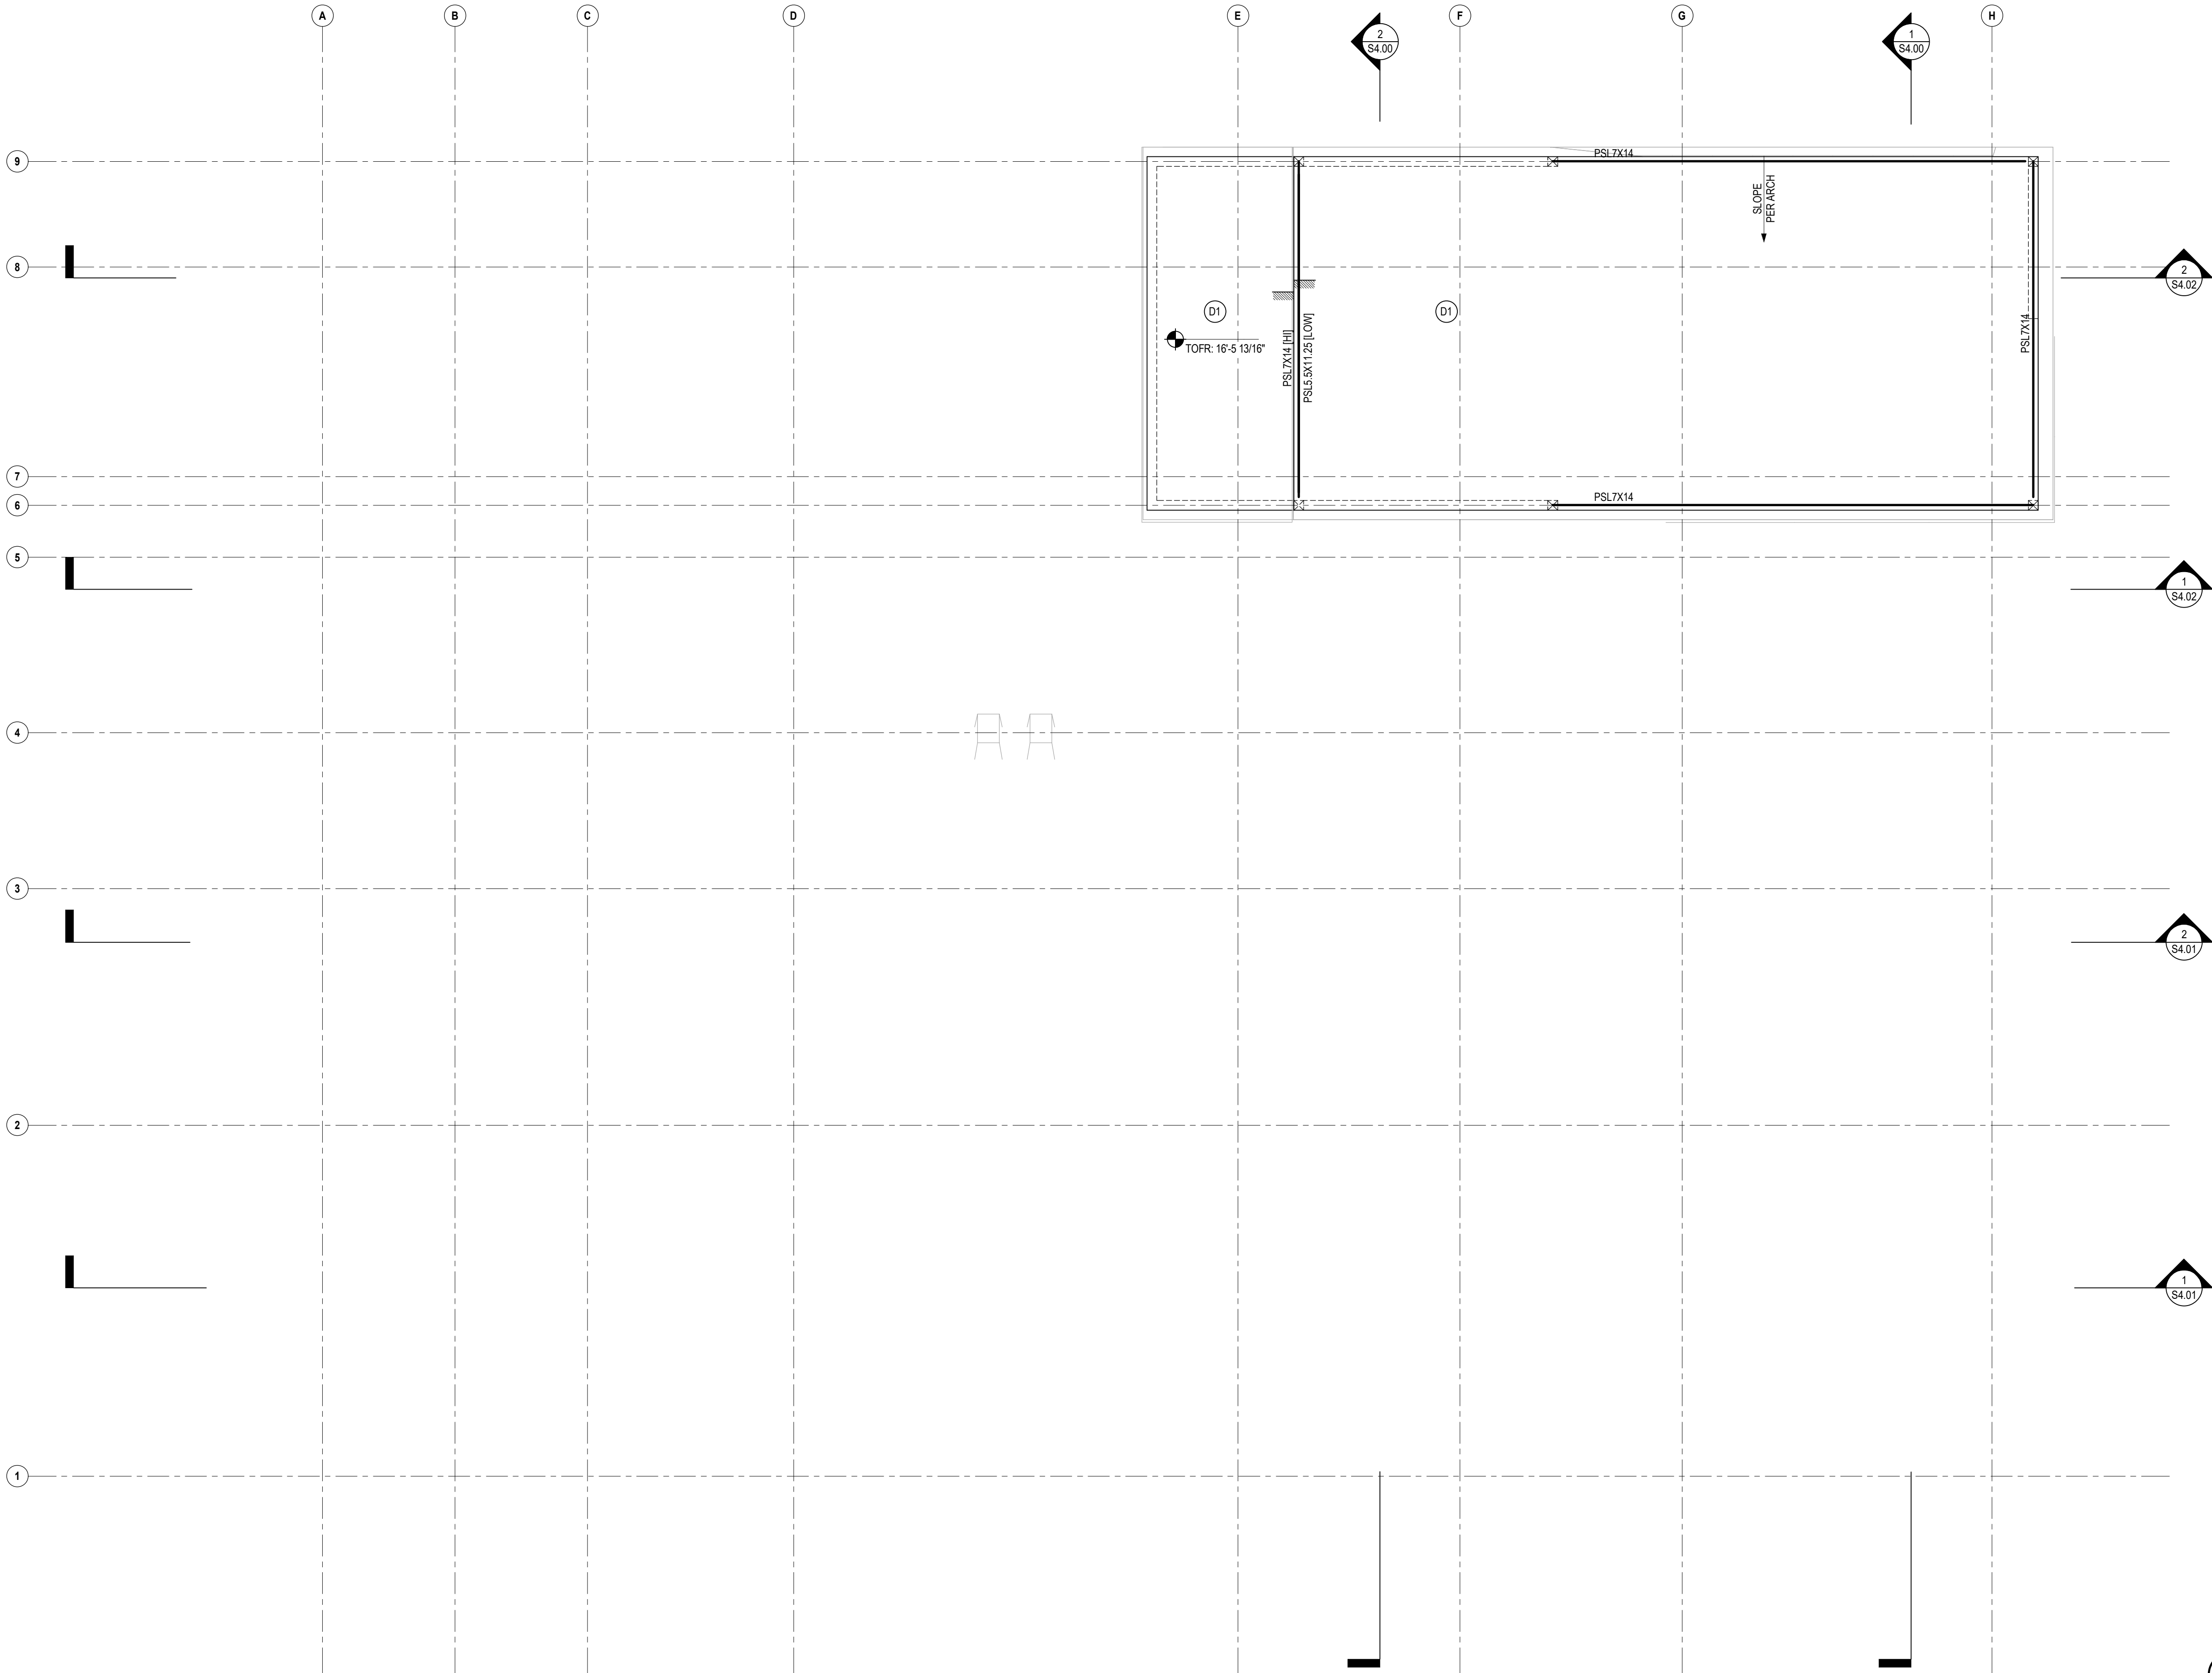 A
B
C
D
E
F
G
H
2
S4.00
1
S4.00
9
PSL7X14
SLOPE
PER ARCH
8
2
S4.02
D1
D1
TOFR: 16'-5 13/16"
PSL7X14 [HI]
PSL5.5X11.25 [LOW]
PSL7X14
7
6
PSL7X14
5
1
S4.02
4
3
2
S4.01
2
1
S4.01
1